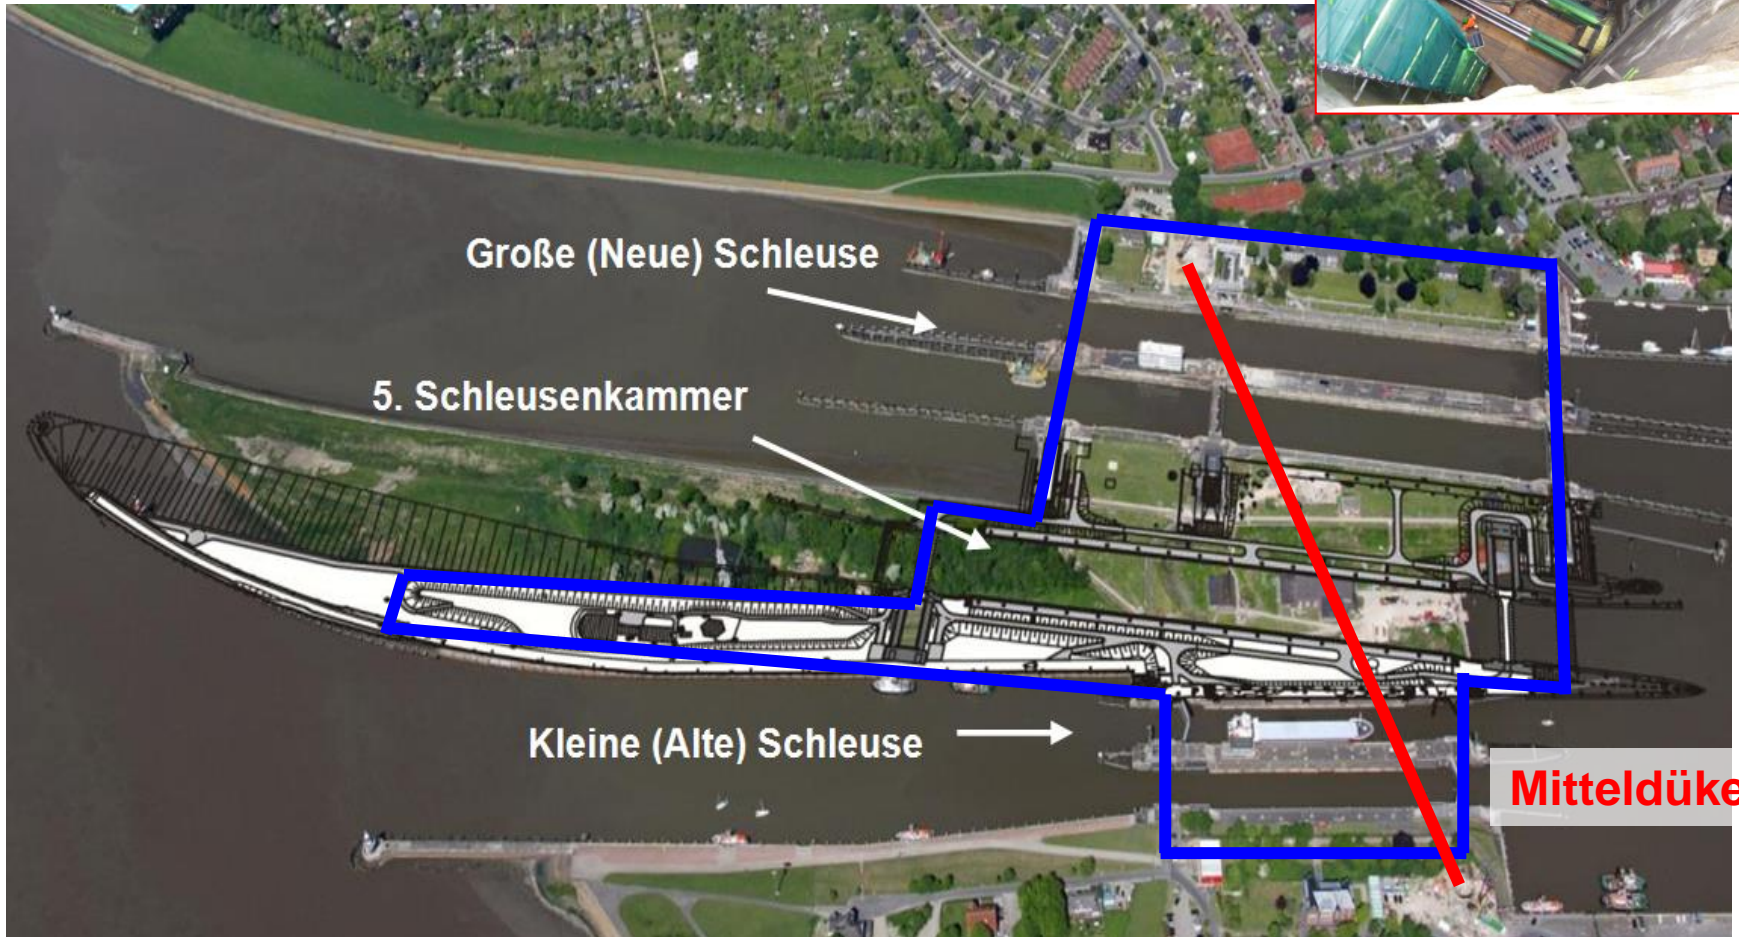 Große (Neue) Schleuse
5. Schleusenkammer
Kleine (Alte) Schleuse
Mitteldüke